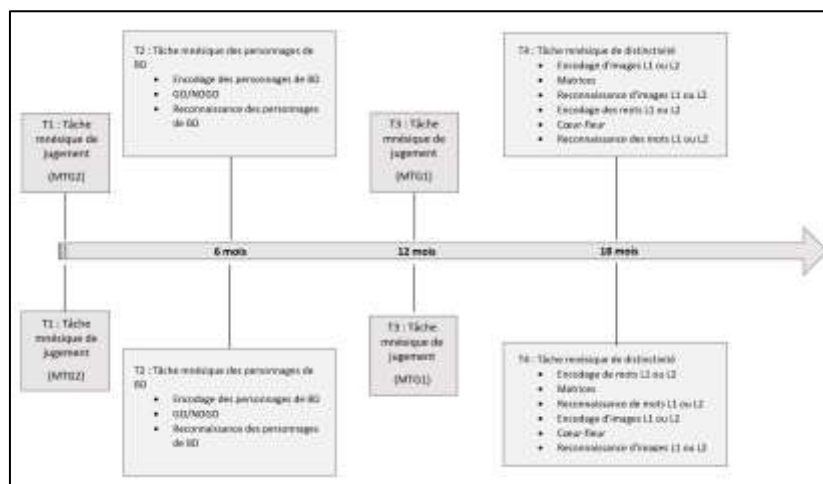 T2 : Tâche mnésique des personnages de
BD
• Encodage des personnages de BD
• GO/NOGO
• Reconnaissance des personnages
de BD
T4 : Tâche mnésique de distinctivité
• Encodage d'images L1 ou L2
• Matrices
• Reconnaissance d'images L1 ou L2
• Encodage des mots L1 ou L2
• Cœur-fleur
• Reconnaissance des mots L1 ou L2
T1 : Tâche
mnésique de
jugement
(MTG2)
T3 : Tâche
mnésique de
jugement
(MTG1)
6 mois
12 mois
18 mois
T1 : Tâche
mnésique de
jugement
(MTG2)
T3 : Tâche
mnésique de
jugement
(MTG1)
T2 : Tâche mnésique des personnages de
BD
• Encodage des personnages de BD
• GO/NOGO
• Reconnaissance des personnages
de BD
T4 : Tâche mnésique de distinctivité
• Encodage de mots L1 ou L2
• Matrices
• Reconnaissance de mots L1 ou L2
• Encodage d'images L1 ou L2
• Cœur-fleur
• Reconnaissance d'images L1 ou L2